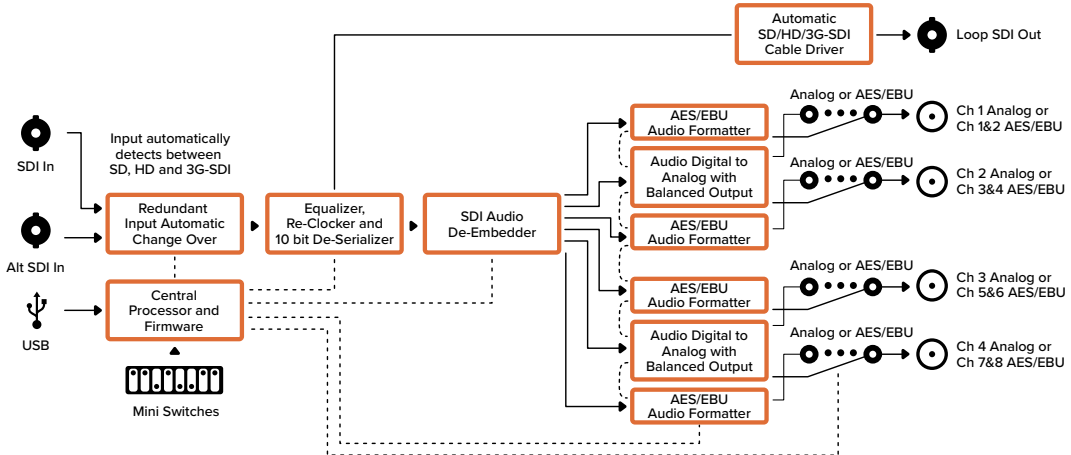 Automatic
SD/HD/3G-SDI
Cable Driver
Loop SDI Out
SDI In
Input automatically
detects between
SD, HD and 3G-SDI
Alt SDI In
Redundant
Input Automatic
Change Over
Equalizer,
Re-Clocker and
10 bit De-Serializer
SDI Audio
De-Embedder
USB
Central
Processor and
Firmware
Mini Switches
AES/EBU
Audio Formatter
Audio Digital to
Analog with
Balanced Output
AES/EBU
Audio Formatter
AES/EBU
Audio Formatter
Audio Digital to
Analog with
Balanced Output
AES/EBU
Audio Formatter
Analog or AES/EBU
Ch 1 Analog or
Ch 1&2 AES/EBU
Analog or AES/EBU
Ch 2 Analog or
Ch 3&4 AES/EBU
Analog or AES/EBU
Ch 3 Analog or
Ch 5&6 AES/EBU
Analog or AES/EBU
Ch 4 Analog or
Ch 7&8 AES/EBU